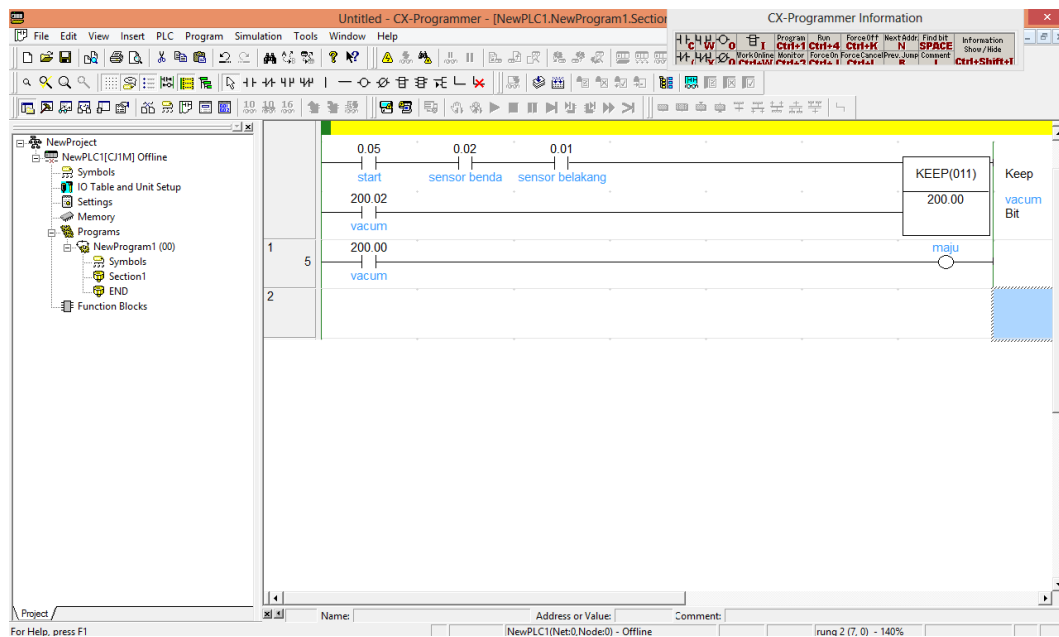 Untitled - CX-Programmer - [NewPLC1.NewProgram1.Section
CX-Programmer Information
File Edit View Insert PLC Program Simulation Tools Window Help
C W O I
Program Run Force Off Next Addr Find bit
Ctrl+1 Ctrl+4 Ctrl+K N SPACE
Information
Show / Hide
Ctrl+Shift+I
Work Online Monitor Force On Force Cancel Prev. Jump Comment
NewProject
NewPLC1[CJ1M] Offline
Symbols
IO Table and Unit Setup
Settings
Memory
Programs
NewProgram1 (00)
Symbols
Section1
END
Function Blocks
0.05 0.02 0.01
start sensor benda sensor belakang
KEEP(011) Keep
200.02 200.00 vacum
Bit
vacum
1 200.00 maju
5
vacum
2
Project
Name: Address or Value: Comment:
For Help, press F1
NewPLC1(Net:0,Node:0) - Offline
rung 2 (7, 0) - 140%